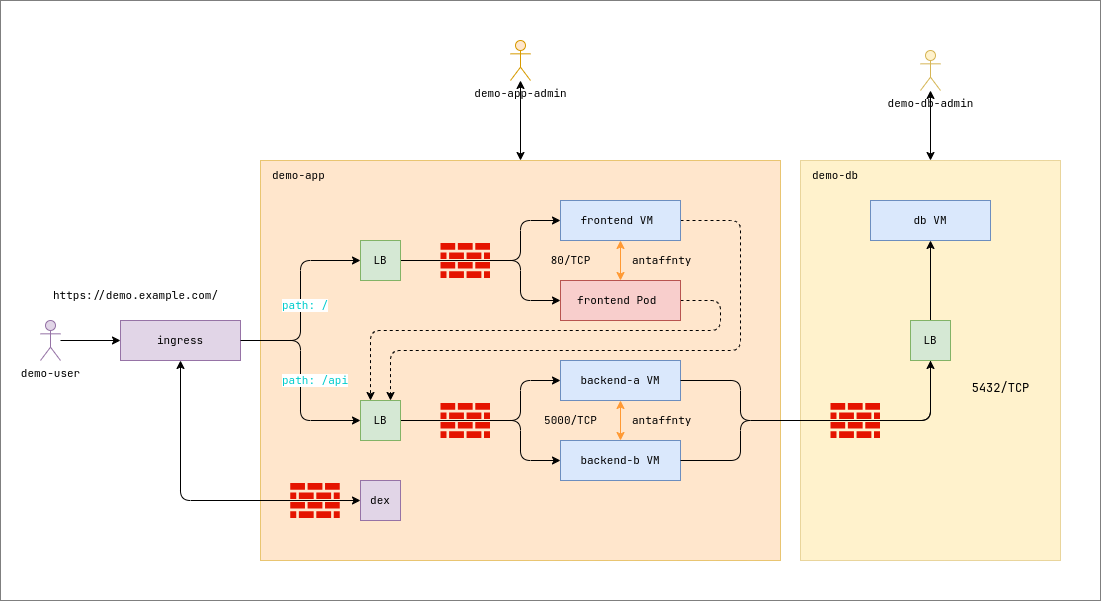 demo-app-admin
demo-db-admin
demo-app
demo-db
frontend VM
db VM
LB
80/TCP
antaffnty
https://demo.example.com/
path: /
frontend Pod
ingress
LB
demo-user
path: /api
backend-a VM
5432/TCP
LB
5000/TCP
antaffnty
backend-b VM
dex